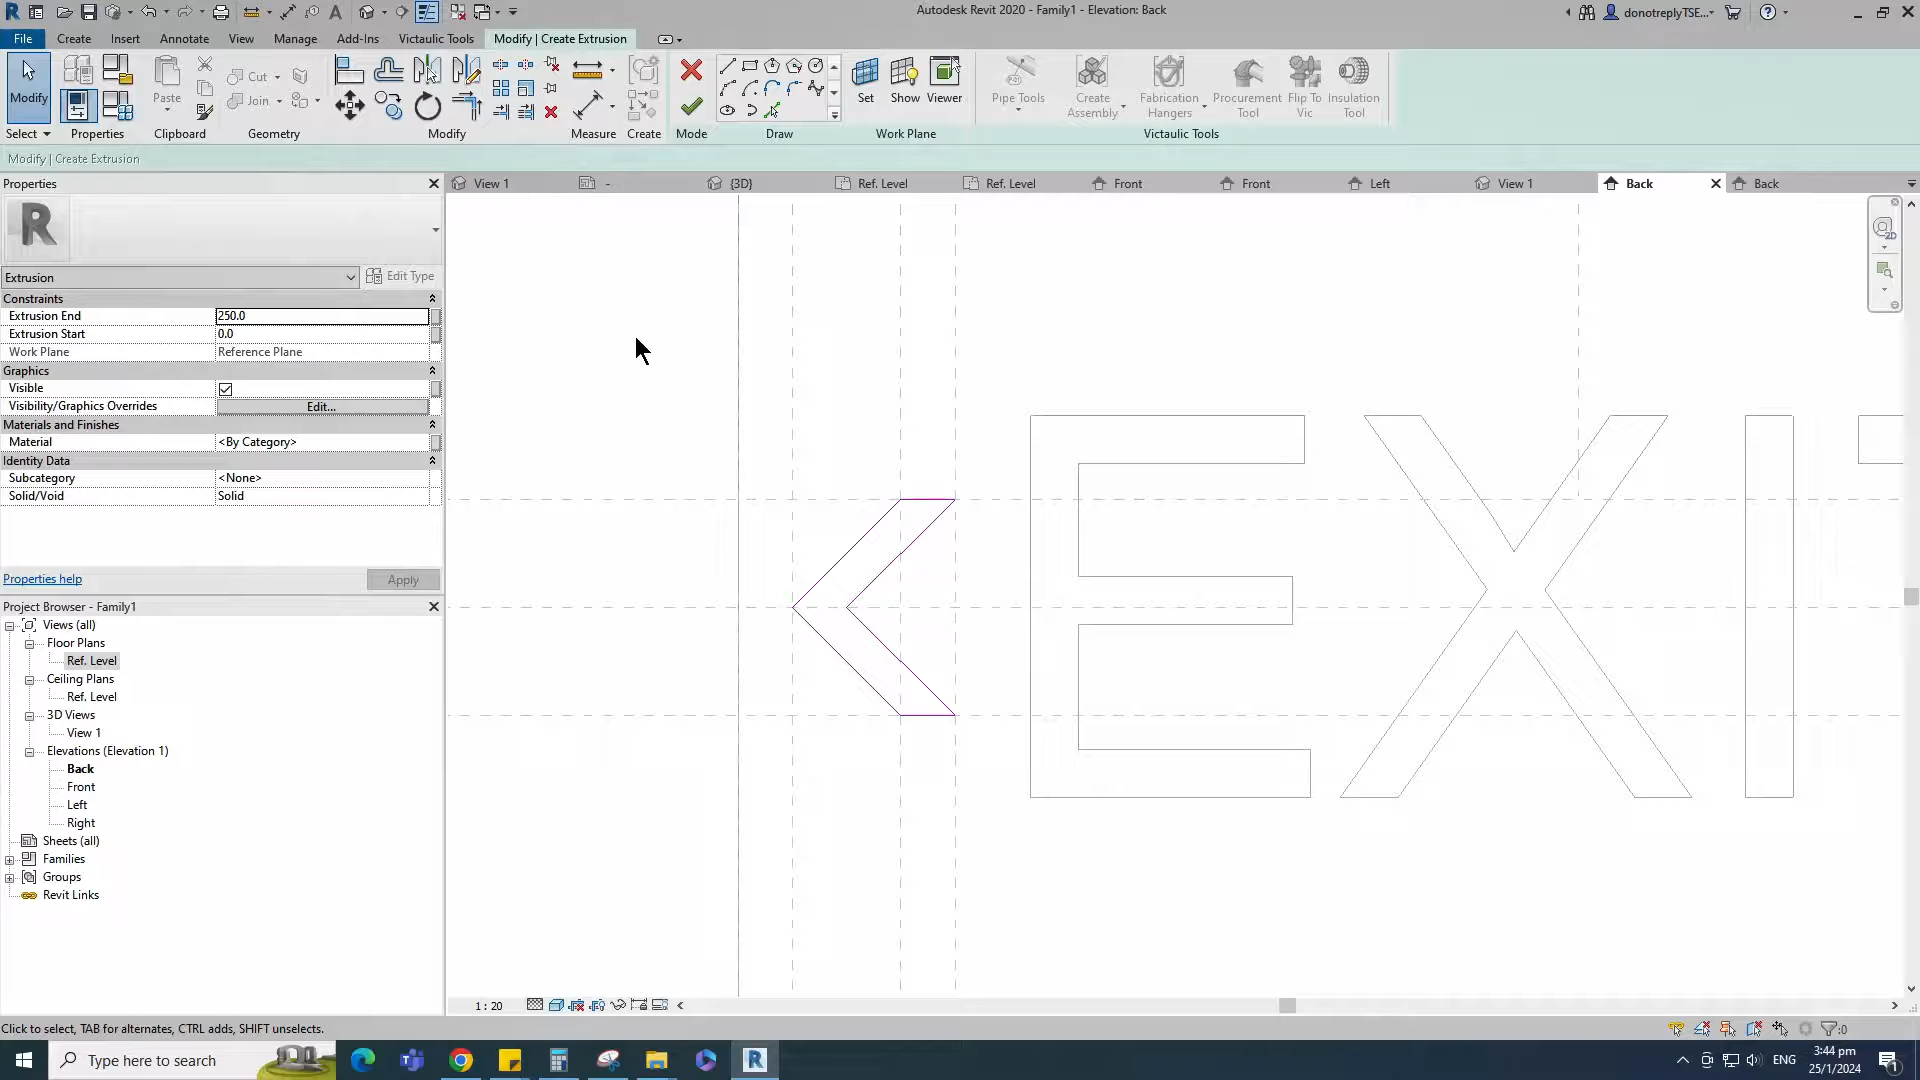 Autodesk Revit 2020 - Family1 - Elevation: Back
donotreplyTSE...
File Create Insert Annotate View Manage Add-Ins Victaulic Tools Modify | Create Extrusion
Modify
Paste
Cut
Join
Set Show Viewer
Pipe Tools
Create Assembly
Fabrication Hangers
Procurement Tool
Flip To Vic
Insulation Tool
Select Properties Clipboard Geometry Modify Measure Create Mode Draw Work Plane Victaulic Tools
Modify | Create Extrusion
Properties
View 1 - {3D} Ref. Level Ref. Level Front Front Left View 1 Back Back
R
Extrusion Edit Type
Constraints
Extrusion End 250.0
Extrusion Start 0.0
Work Plane Reference Plane
Graphics
Visible
Visibility/Graphics Overrides Edit...
Materials and Finishes
Material <By Category>
Identity Data
Subcategory <None>
Solid/Void Solid
Properties help Apply
Project Browser - Family1
Views (all)
Floor Plans
Ref. Level
Ceiling Plans
Ref. Level
3D Views
View 1
Elevations (Elevation 1)
Back
Front
Left
Right
Sheets (all)
Families
Groups
Revit Links
EXI
1 : 20
Click to select, TAB for alternates, CTRL adds, SHIFT unselects.
:0
Type here to search
ENG
3:44 pm
25/1/2024